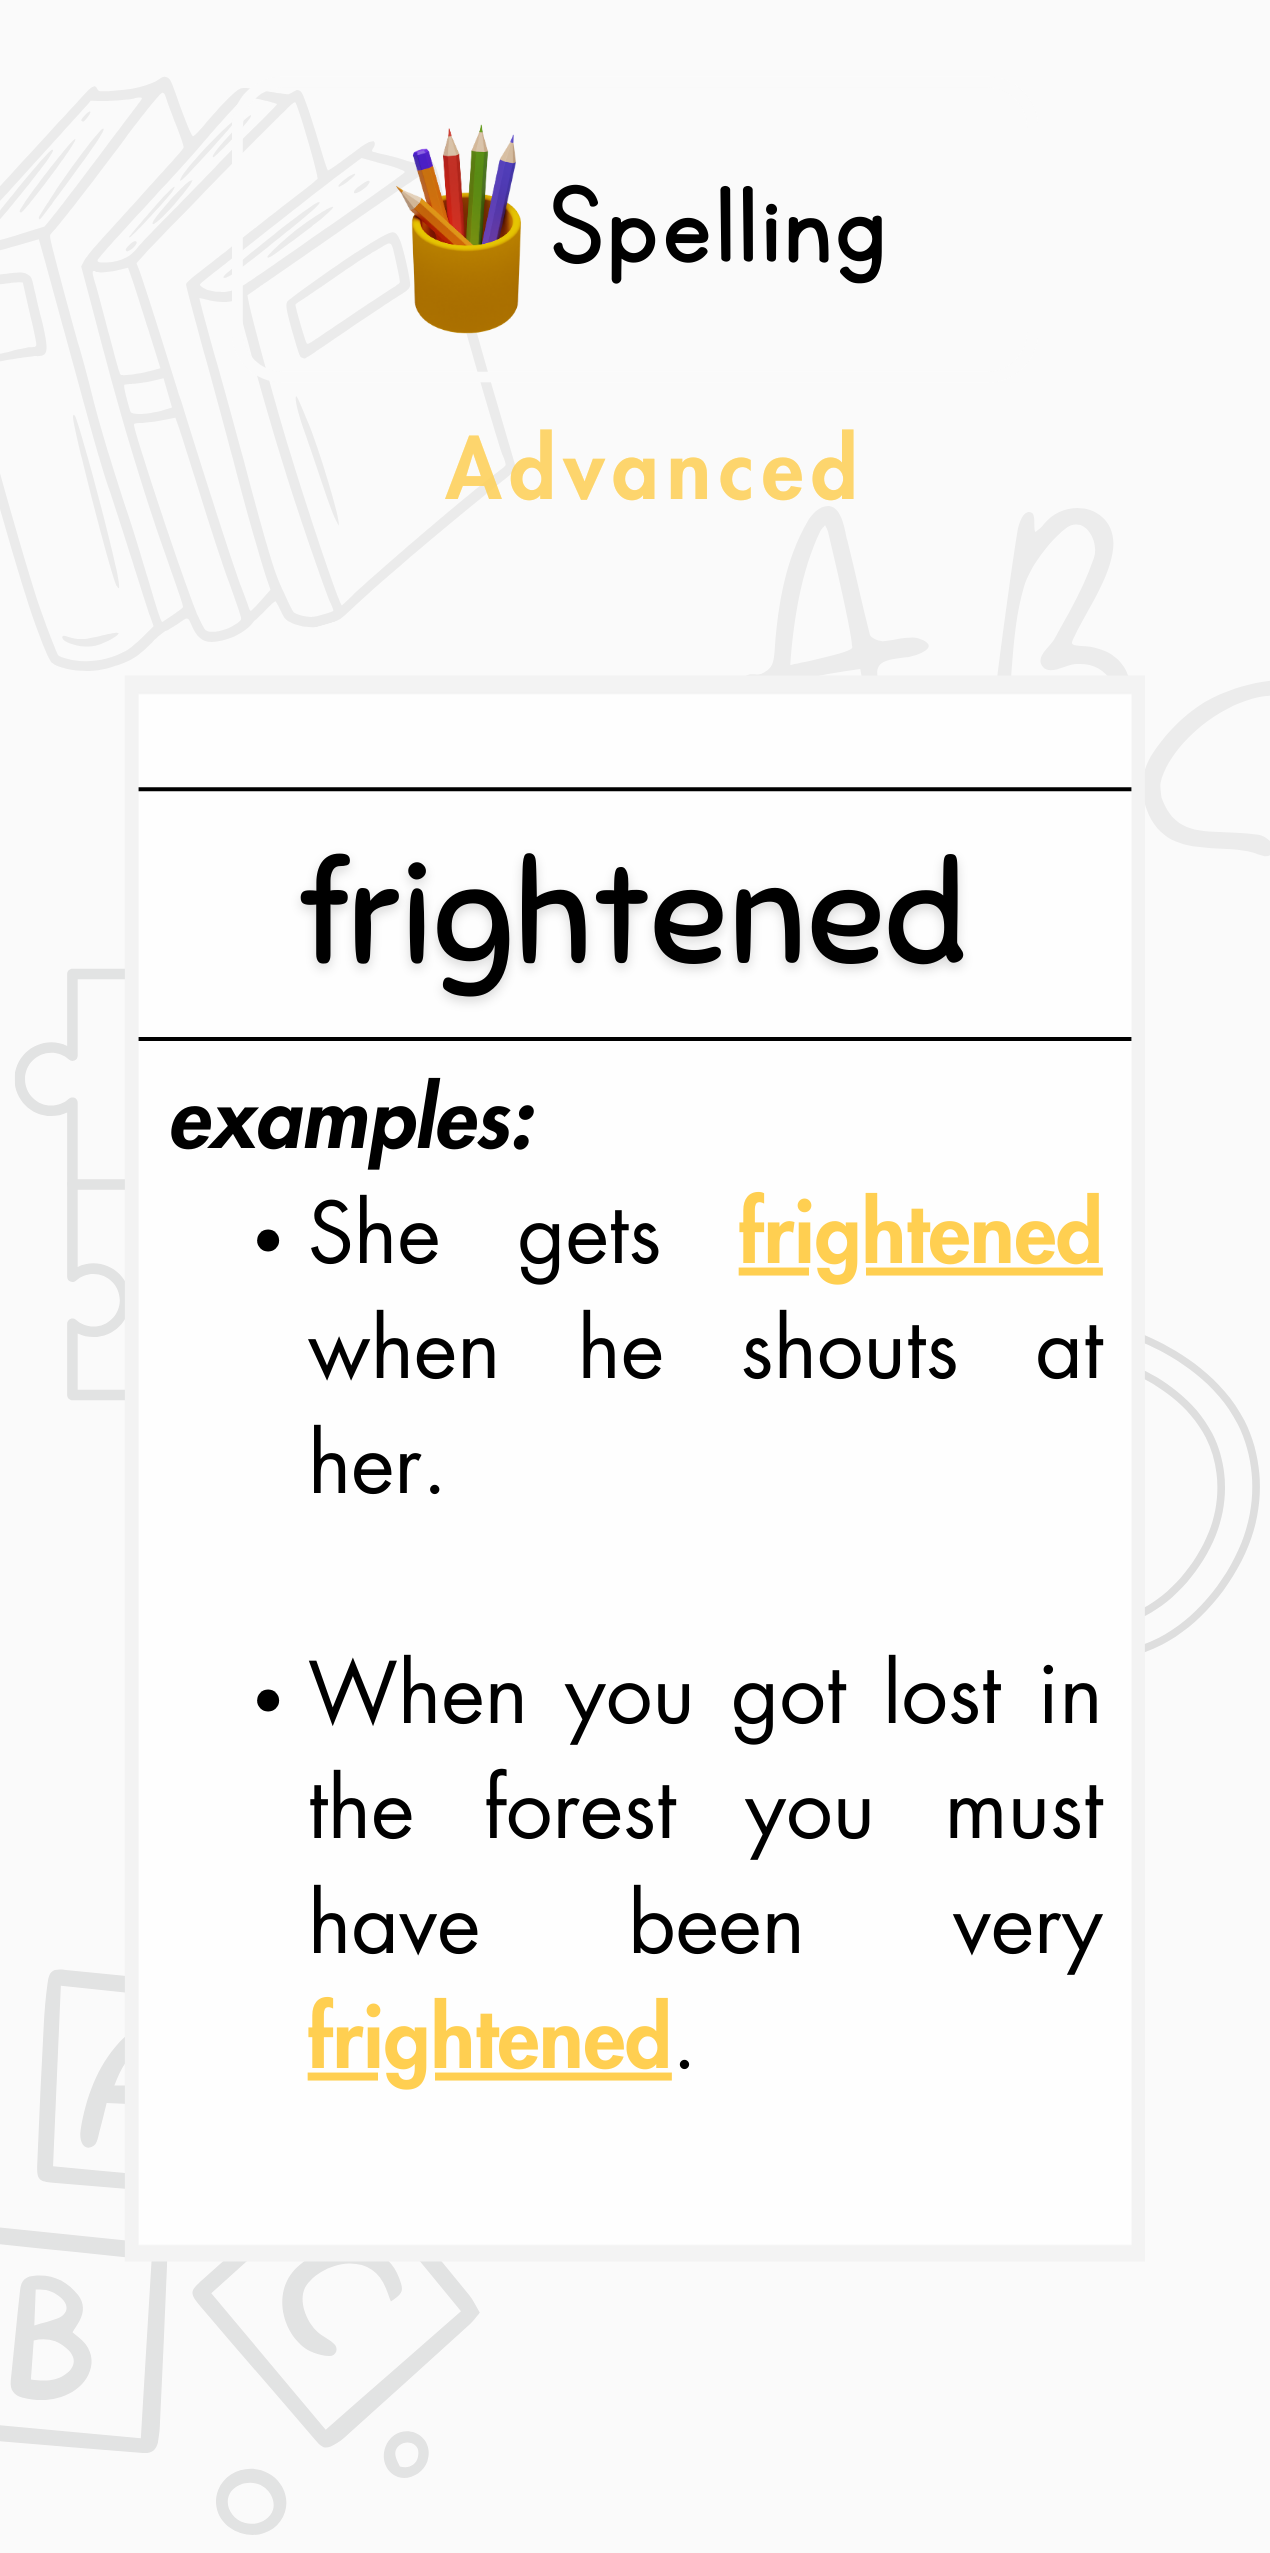 Spelling
Advanced
A B
frightened
examples:
• She gets frightened
when he shouts at
her.
• When you got lost in
the forest you must
have been very
frightened.
A
B C